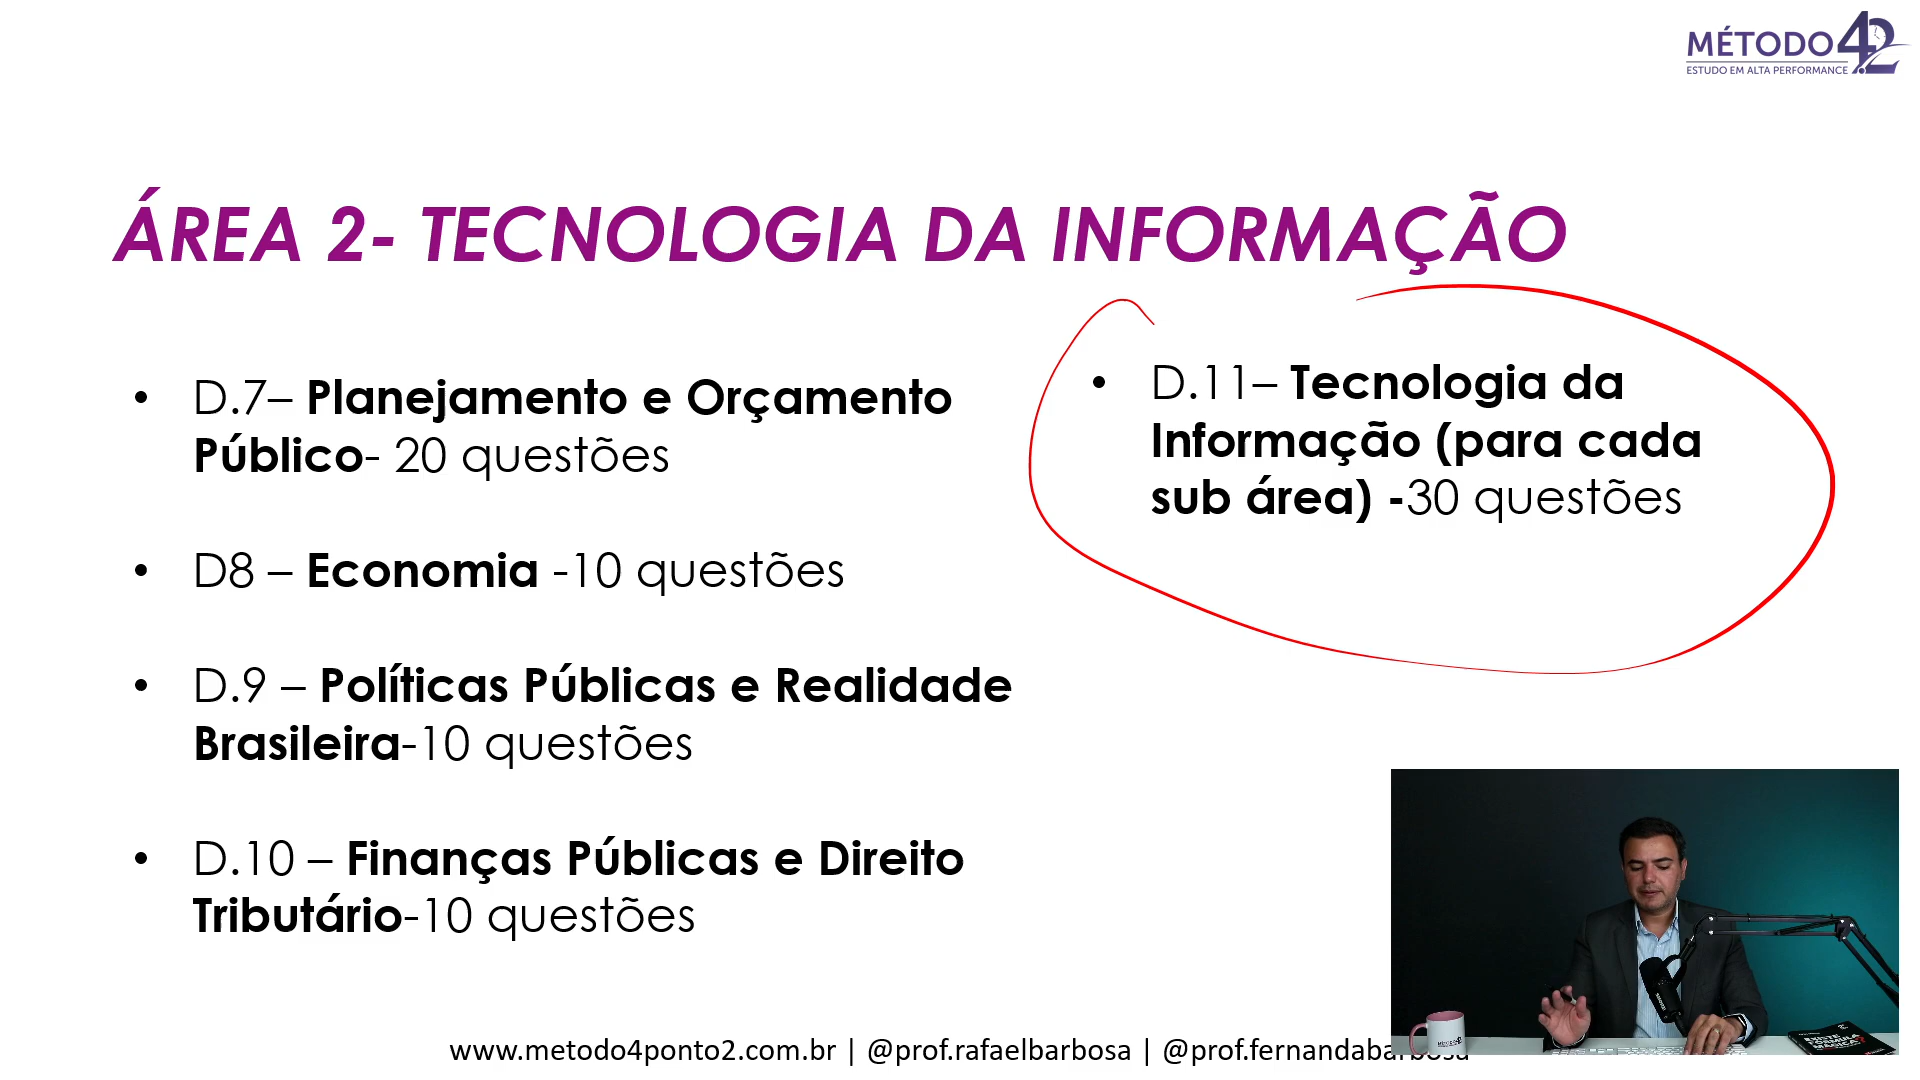 MÉTODO 4.2
ESTUDO EM ALTA PERFORMANCE
ÁREA 2- TECNOLOGIA DA INFORMAÇÃO
• D.7– Planejamento e Orçamento
Público- 20 questões
• D8 – Economia -10 questões
• D.9 – Políticas Públicas e Realidade
Brasileira-10 questões
• D.10 – Finanças Públicas e Direito
Tributário-10 questões
• D.11– Tecnologia da
Informação (para cada
sub área) -30 questões
www.metodo4ponto2.com.br | @prof.rafaelbarbosa | @prof.fernandabarbosa